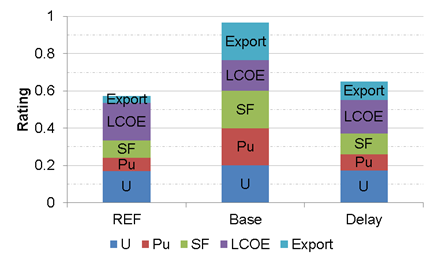 1
0.8
0.6
0.4
0.2
0
Rating
Export
LCOE
SF
Pu
U
Export
LCOE
SF
Pu
U
Export
LCOE
SF
Pu
U
REF Base Delay
U Pu SF LCOE Export